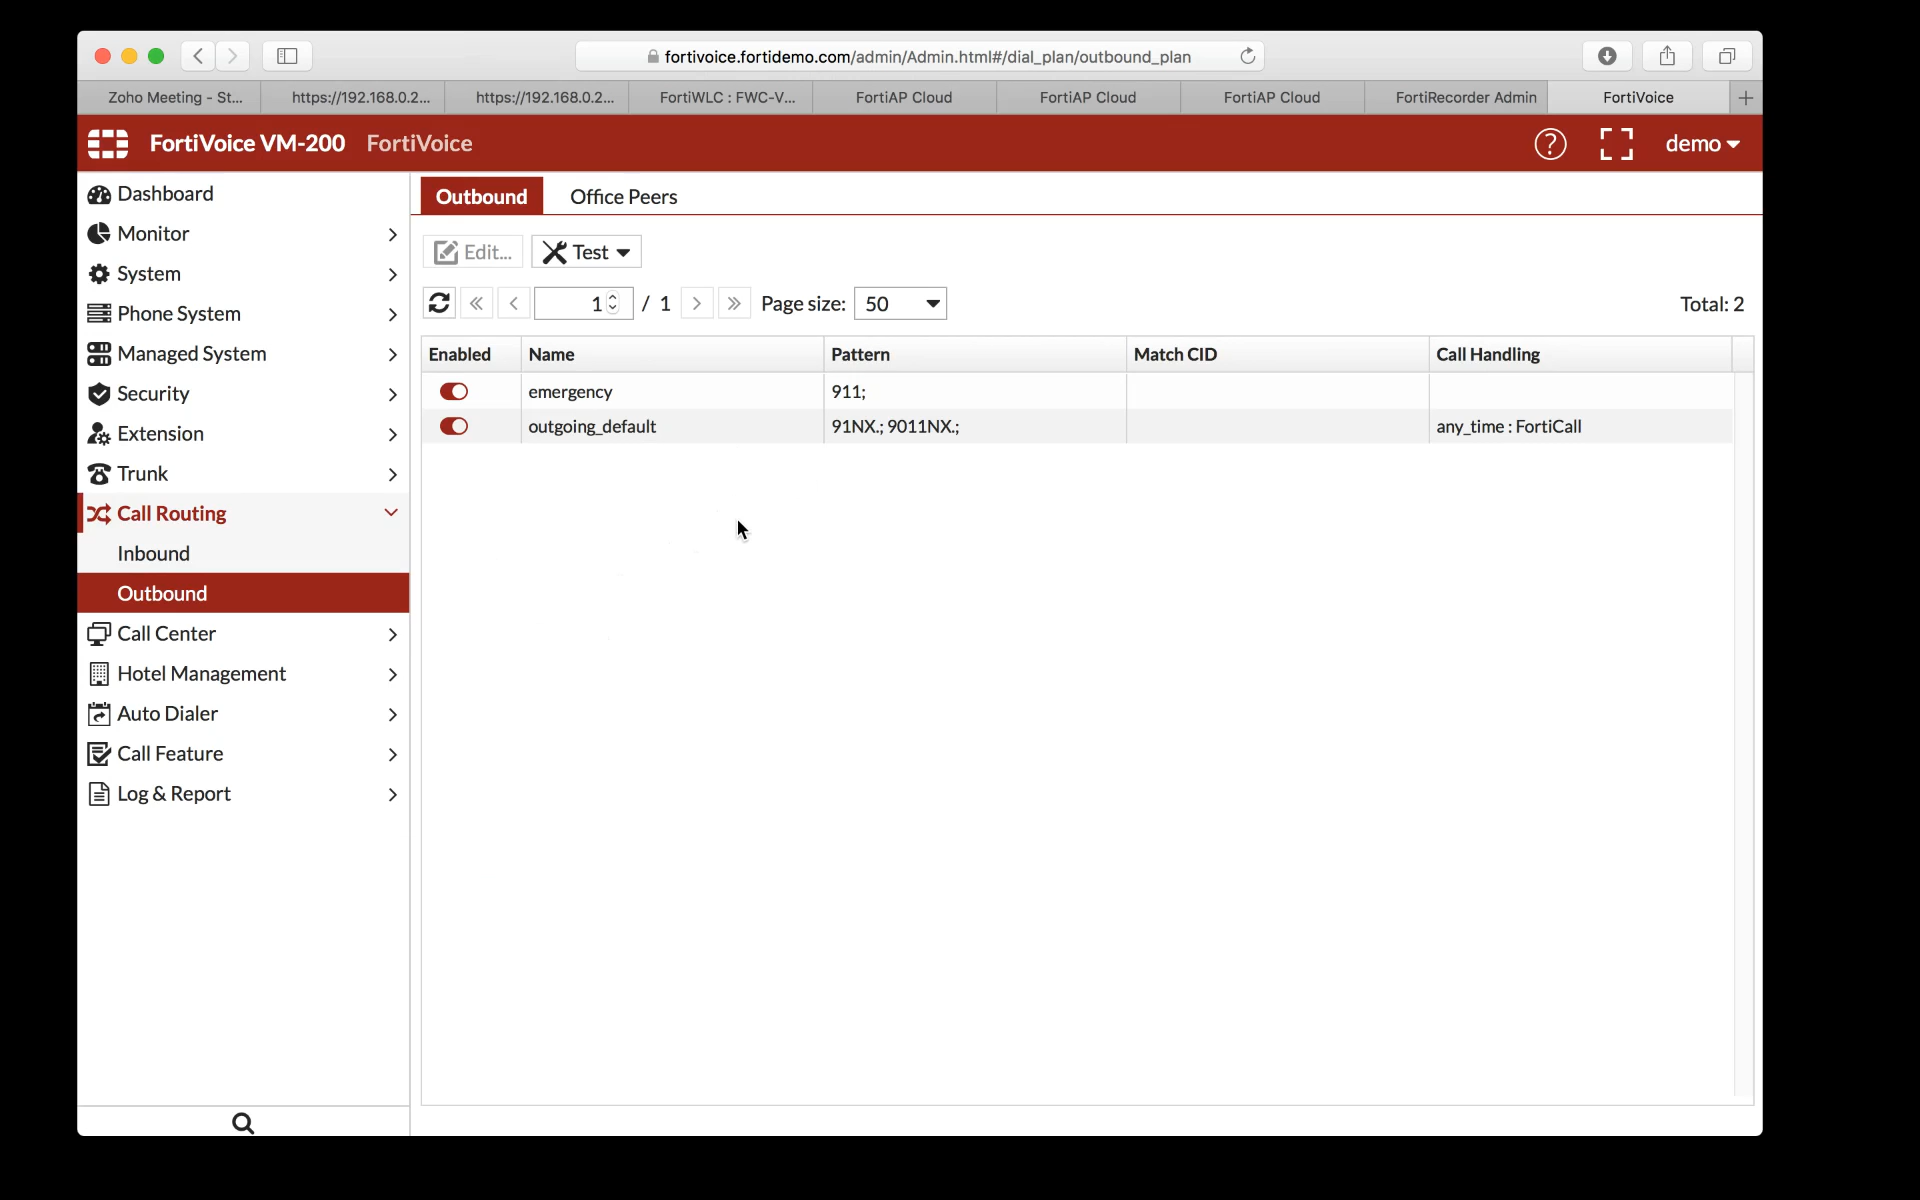 fortivoice.fortidemo.com/admin/Admin.html#/dial_plan/outbound_plan
Zoho Meeting - St... https://192.168.0.2... https://192.168.0.2... FortiWLC : FWC-V... FortiAP Cloud FortiAP Cloud FortiAP Cloud FortiRecorder Admin FortiVoice
FortiVoice VM-200 FortiVoice demo
Dashboard
Monitor
System
Phone System
Managed System
Security
Extension
Trunk
Call Routing
Inbound
Outbound
Call Center
Hotel Management
Auto Dialer
Call Feature
Log & Report
Outbound Office Peers
Edit... Test
1 / 1 Page size: 50 Total: 2
Enabled Name Pattern Match CID Call Handling
emergency 911;
outgoing_default 91NX.; 9011NX.; any_time : FortiCall